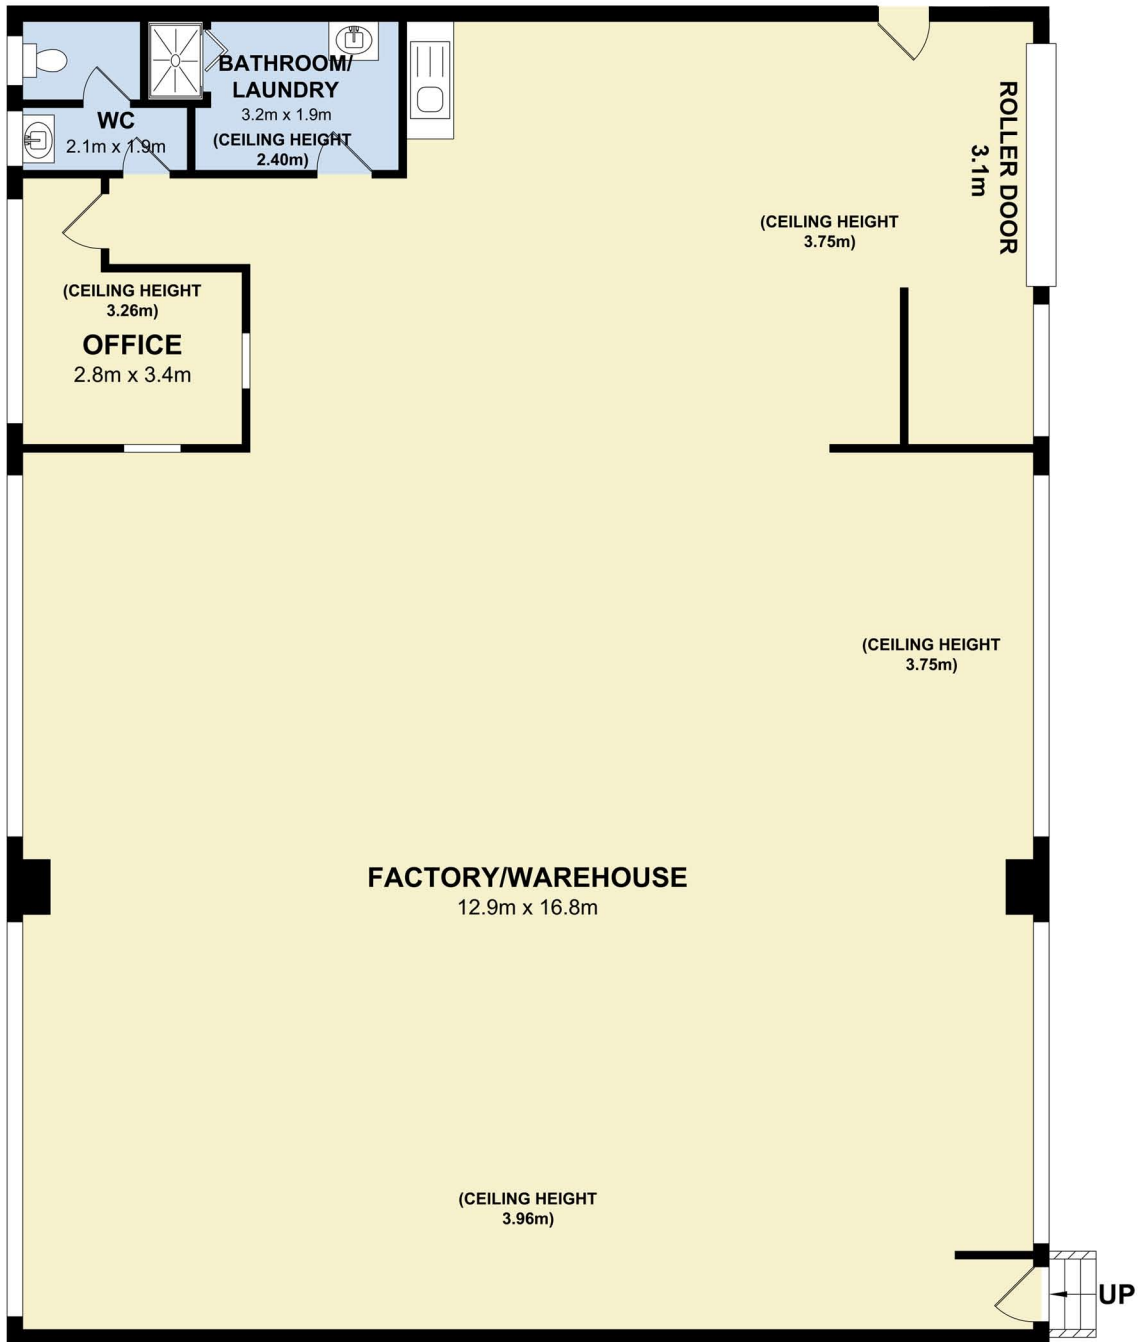 BATHROOM/
LAUNDRY
3.2m x 1.9m
(CEILING HEIGHT
2.40m)
WC
2.1m x 1.9m
ROLLER DOOR
3.1m
(CEILING HEIGHT
3.75m)
(CEILING HEIGHT
3.26m)
OFFICE
2.8m x 3.4m
(CEILING HEIGHT
3.75m)
FACTORY/WAREHOUSE
12.9m x 16.8m
(CEILING HEIGHT
3.96m)
UP